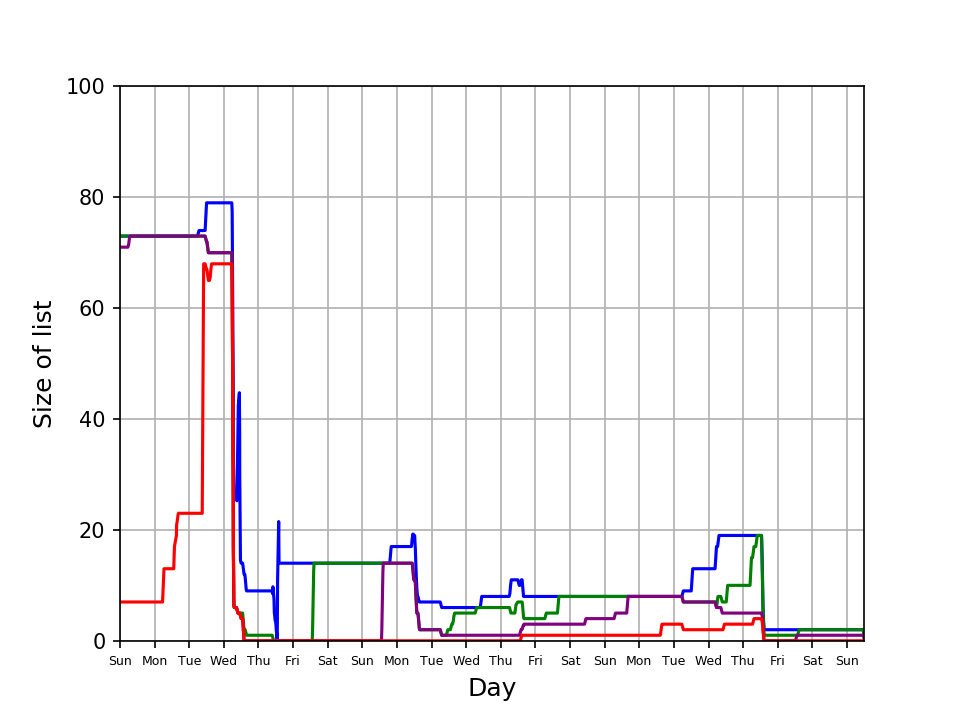 100
80
60
40
20
0
Size of list
Sun Mon Tue Wed Thu Fri Sat Sun Mon Tue Wed Thu Fri Sat Sun Mon Tue Wed Thu Fri Sat Sun
Day